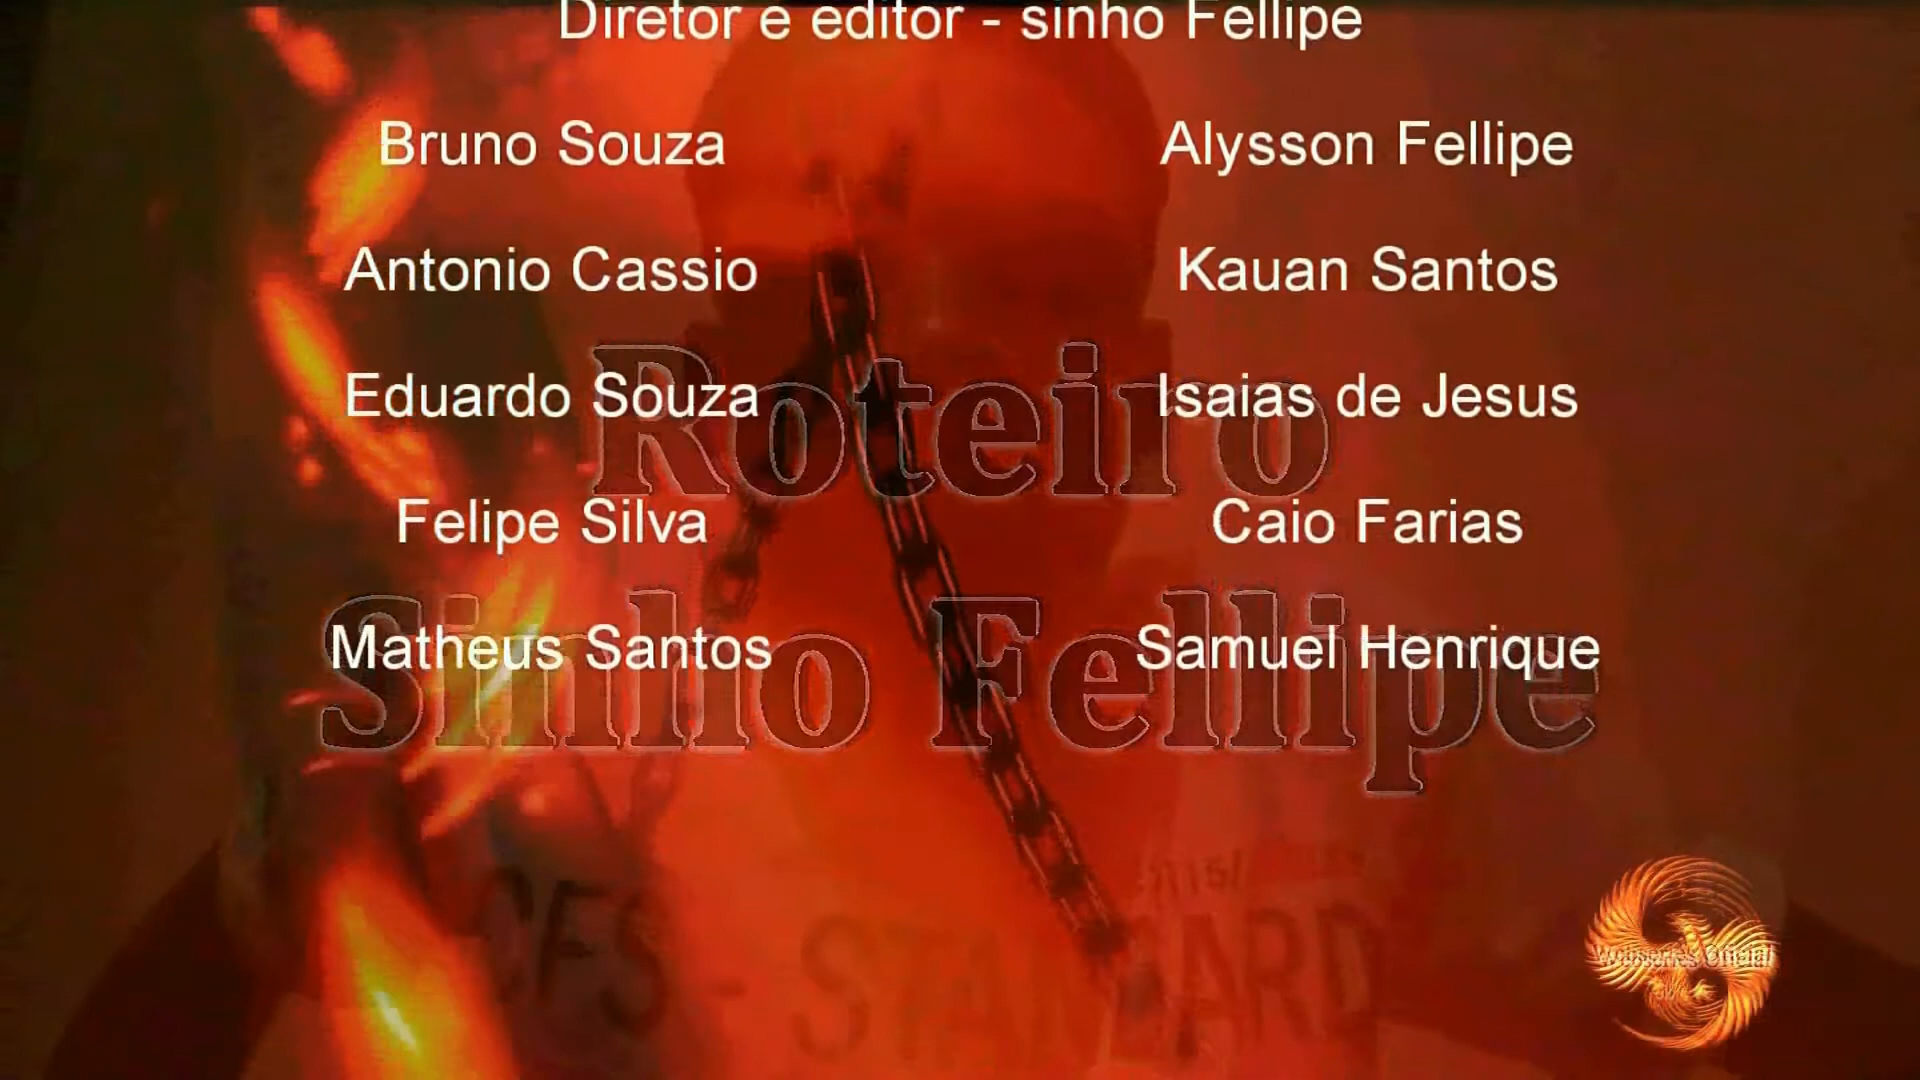 Diretor e editor - sinho Fellipe
Bruno Souza
Alysson Fellipe
Antonio Cassio
Kauan Santos
Eduardo Souza
Isaias de Jesus
Roteiro
Felipe Silva
Caio Farias
Matheus Santos
Samuel Henrique
Sinho Fellipe
STANDARD